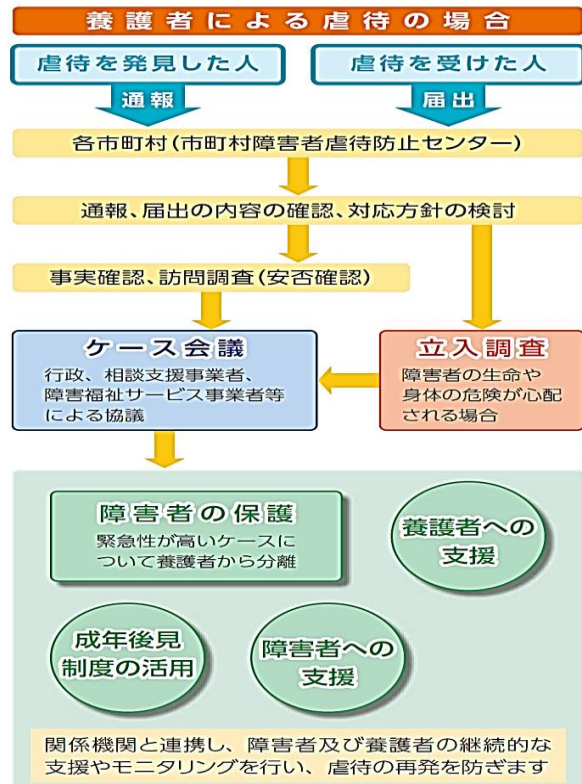 養護者による虐待の場合
虐待を発見した人
虐待を受けた人
通報
届出
各市町村(市町村障害者虐待防止センター)
通報、届出の内容の確認、対応方針の検討
事実確認、訪問調査(安否確認)
ケース会議
行政、相談支援事業者、
障害福祉サービス事業者等
による協議
立入調査
障害者の生命や
身体の危険が心配
される場合
障害者の保護
緊急性が高いケースに
ついて養護者から分離
養護者への
支援
成年後見
制度の活用
障害者への
支援
関係機関と連携し、障害者及び養護者の継続的な
支援やモニタリングを行い、虐待の再発を防ぎます